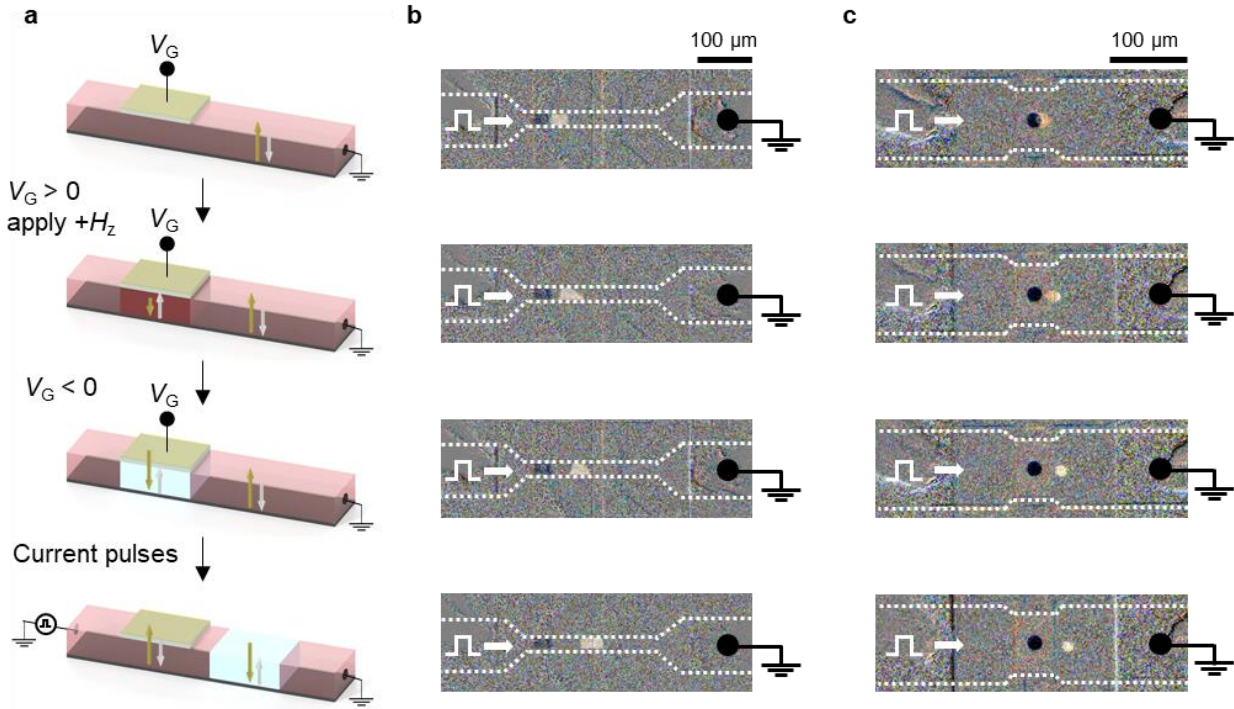 a
b
c
V_G
100 µm
100 µm
V_G > 0
apply +H_z
V_G
V_G < 0
V_G
Current pulses